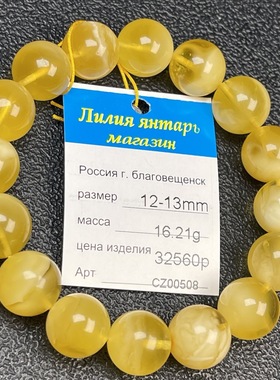 Лилия янтарь
магазин
Россия г. благовещенск
размер 12-13mm
масса 16.21g
цена изделия 32560р
Арт CZ00508